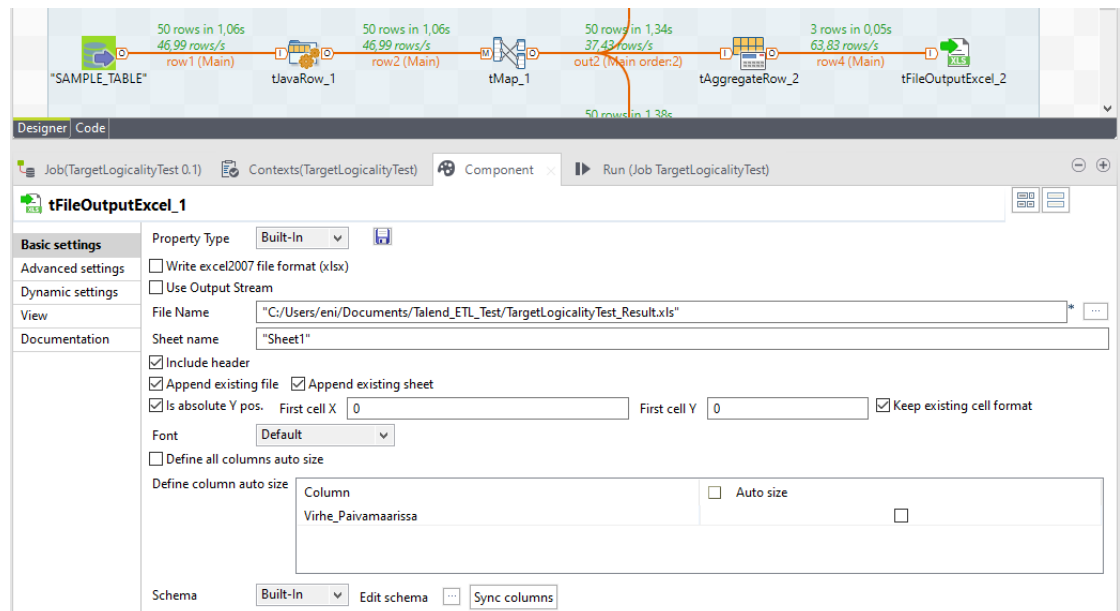 50 rows in 1,06s 50 rows in 1,06s 50 rows in 1,34s 3 rows in 0,05s
46,99 rows/s 46,99 rows/s 37,43 rows/s 63,83 rows/s
row1 (Main) row2 (Main) out2 (Main order:2) row4 (Main)
"SAMPLE_TABLE" tJavaRow_1 tMap_1 tAggregateRow_2 tFileOutputExcel_2
50 rows in 1,38s
Designer Code
Job(TargetLogicalityTest 0.1) Contexts(TargetLogicalityTest) Component Run (Job TargetLogicalityTest)
tFileOutputExcel_1
Basic settings
Advanced settings
Dynamic settings
View
Documentation
Property Type Built-In
Write excel2007 file format (xlsx)
Use Output Stream
File Name "C:/Users/eni/Documents/Talend_ETL_Test/TargetLogicalityTest_Result.xls" * ...
Sheet name "Sheet1"
Include header
Append existing file Append existing sheet
Is absolute Y pos. First cell X 0 First cell Y 0 Keep existing cell format
Font Default
Define all columns auto size
Define column auto size
Column Auto size
Virhe_Paivamaarissa
Schema Built-In Edit schema ... Sync columns